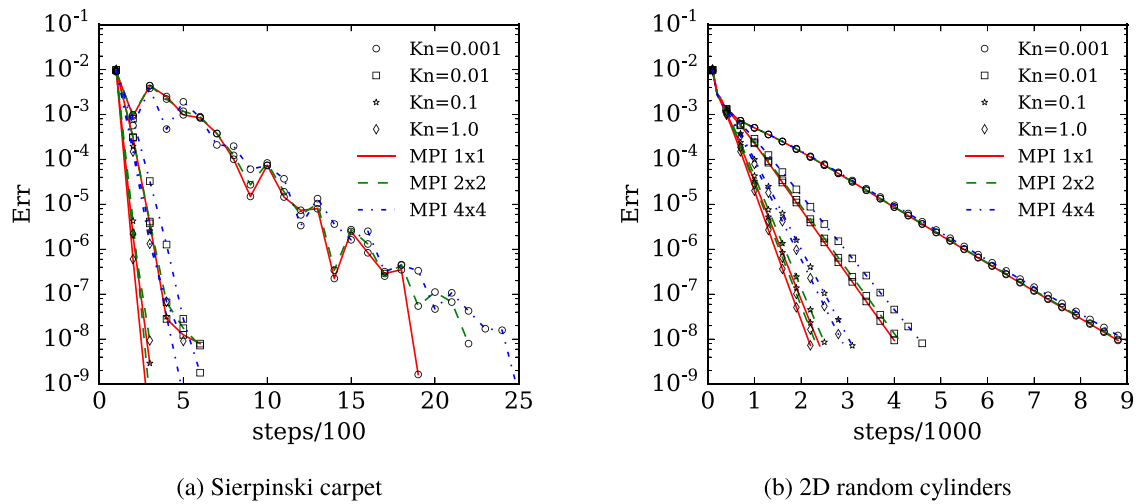 10^-1
10^-2
10^-3
10^-4
10^-5
10^-6
10^-7
10^-8
10^-9
Err
0 5 10 15 20 25
steps/100
Kn=0.001
Kn=0.01
Kn=0.1
Kn=1.0
MPI 1x1
MPI 2x2
MPI 4x4
(a) Sierpinski carpet
10^-1
10^-2
10^-3
10^-4
10^-5
10^-6
10^-7
10^-8
10^-9
Err
0 1 2 3 4 5 6 7 8 9
steps/1000
Kn=0.001
Kn=0.01
Kn=0.1
Kn=1.0
MPI 1x1
MPI 2x2
MPI 4x4
(b) 2D random cylinders